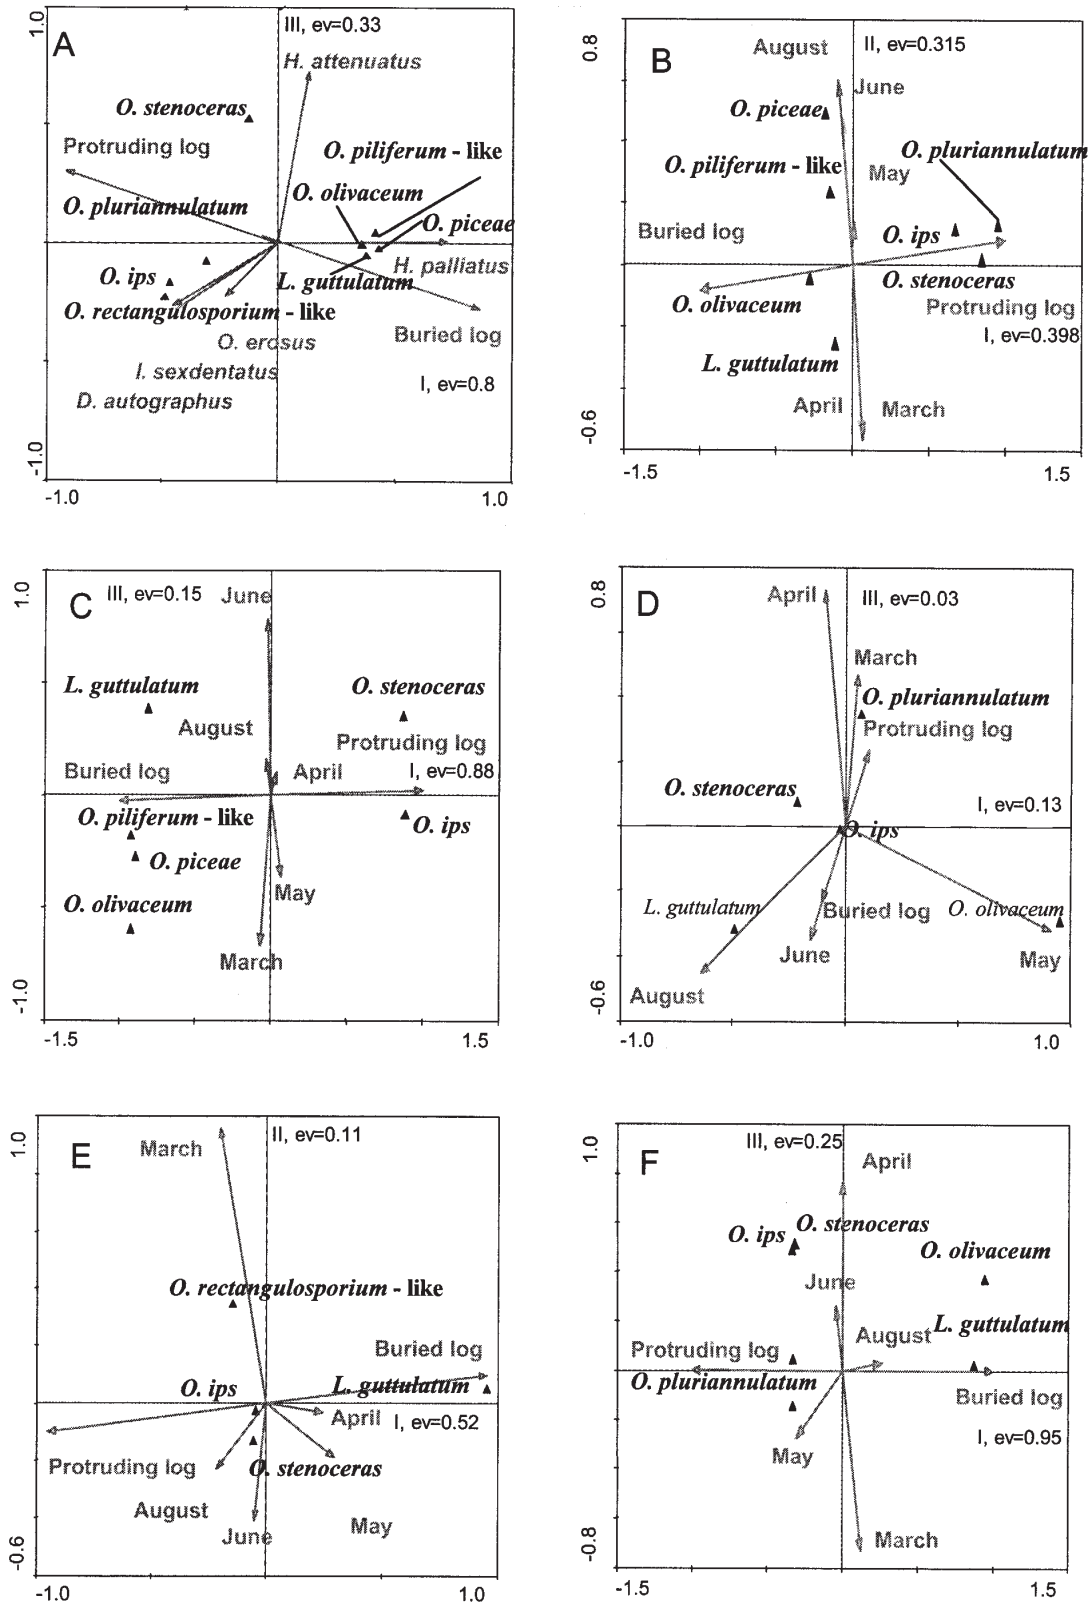 A
1.0
III, ev=0.33
H. attenuatus
O. stenoceras
Protruding log
O. piliferum - like
O. olivaceum
O. pluriannulatum
O. piceae
H. palliatus
O. ips
L. guttulatum
O. rectangulosporium - like
Buried log
O. erosus
I. sexdentatus
I, ev=0.8
D. autographus
-1.0
-1.0
1.0
B
0.8
August
II, ev=0.315
June
O. piceae
O. pluriannulatum
O. piliferum - like
May
Buried log
O. ips
O. stenoceras
O. olivaceum
Protruding log
I, ev=0.398
L. guttulatum
April
March
-0.6
-1.5
1.5
C
1.0
III, ev=0.15
June
L. guttulatum
O. stenoceras
August
Protruding log
Buried log
April
I, ev=0.88
O. piliferum - like
O. ips
O. piceae
May
O. olivaceum
March
-1.0
-1.5
1.5
D
0.8
April
III, ev=0.03
March
O. pluriannulatum
Protruding log
O. stenoceras
I, ev=0.13
O. ips
L. guttulatum
Buried log
O. olivaceum
June
May
August
-0.6
-1.0
1.0
E
1.0
March
II, ev=0.11
O. rectangulosporium - like
Buried log
O. ips
L. guttulatum
April
I, ev=0.52
Protruding log
O. stenoceras
August
June
May
-0.6
-1.0
1.0
F
1.0
III, ev=0.25
April
O. ips
O. stenoceras
O. olivaceum
June
August
L. guttulatum
Protruding log
O. pluriannulatum
Buried log
I, ev=0.95
May
March
-0.8
-1.5
1.5